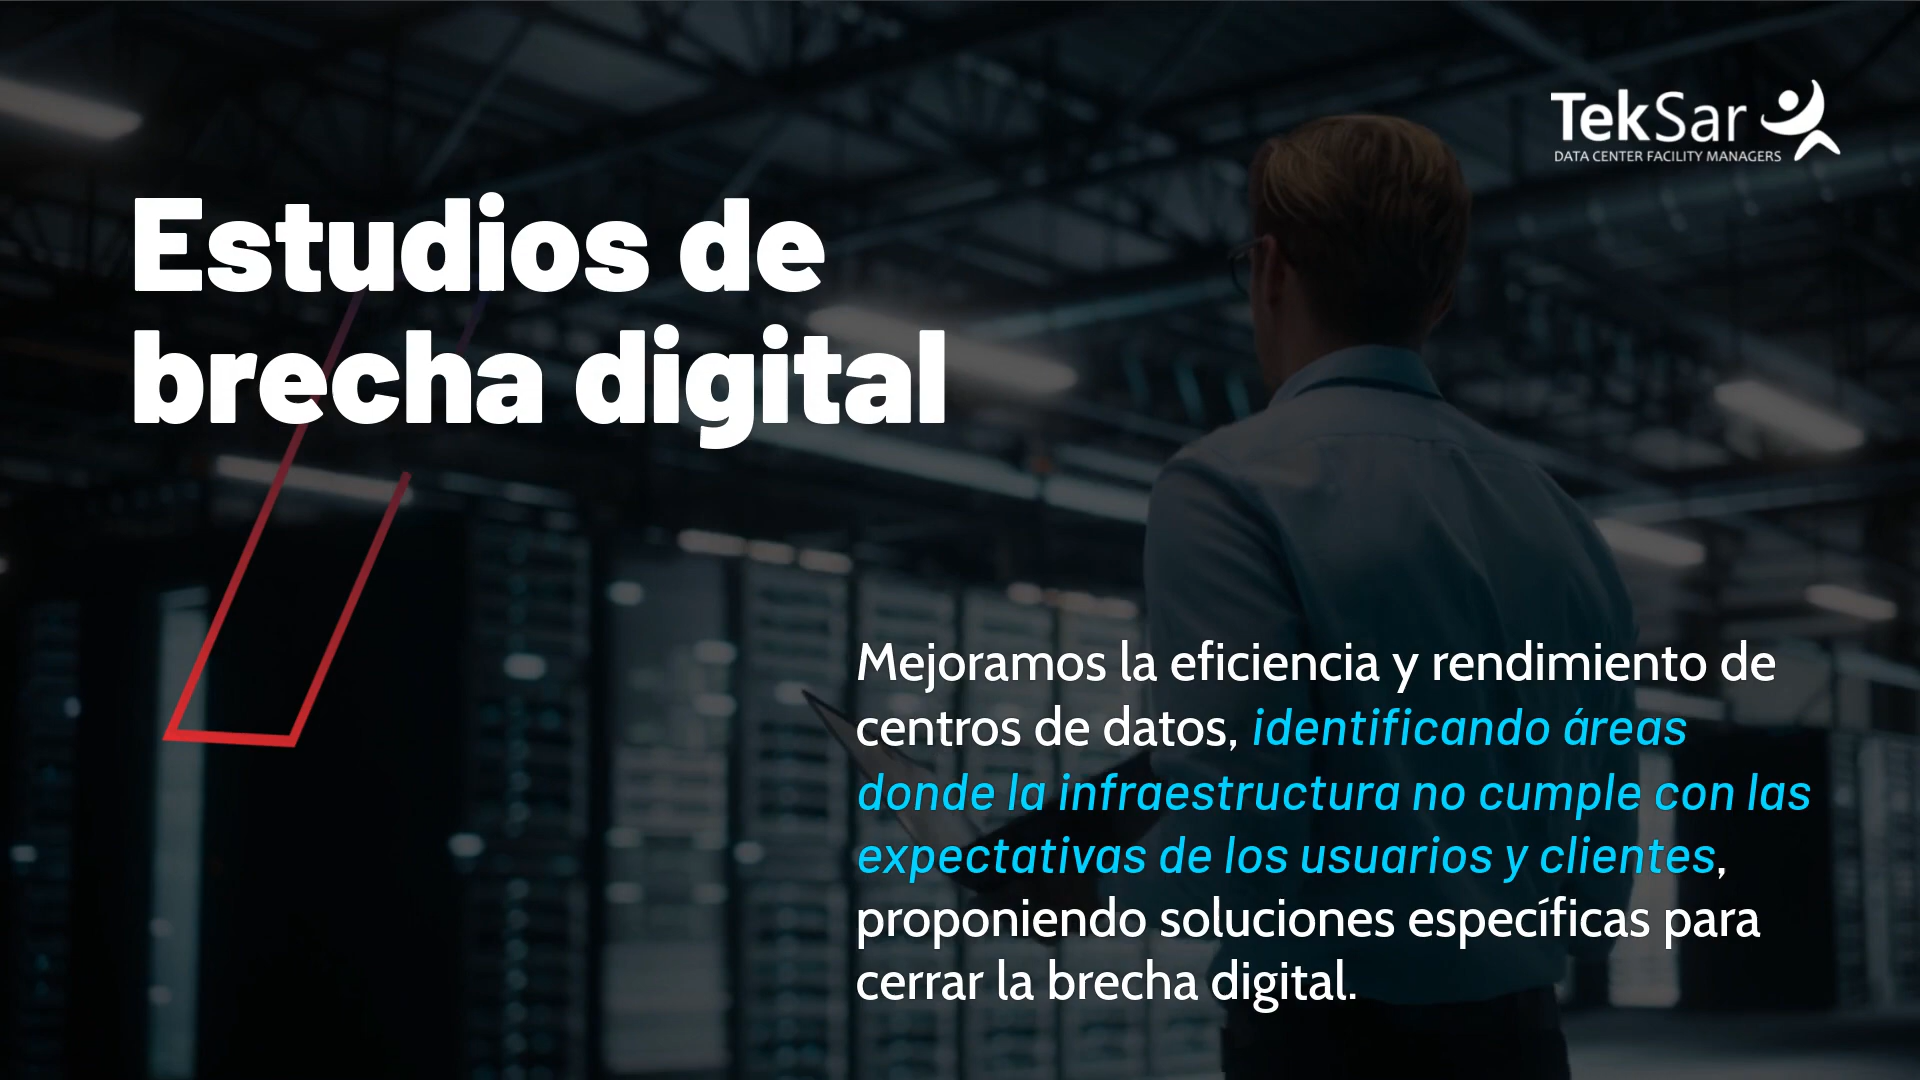 TekSar
DATA CENTER FACILITY MANAGERS
Estudios de
brecha digital
Mejoramos la eficiencia y rendimiento de
centros de datos, identificando áreas
donde la infraestructura no cumple con las
expectativas de los usuarios y clientes,
proponiendo soluciones específicas para
cerrar la brecha digital.